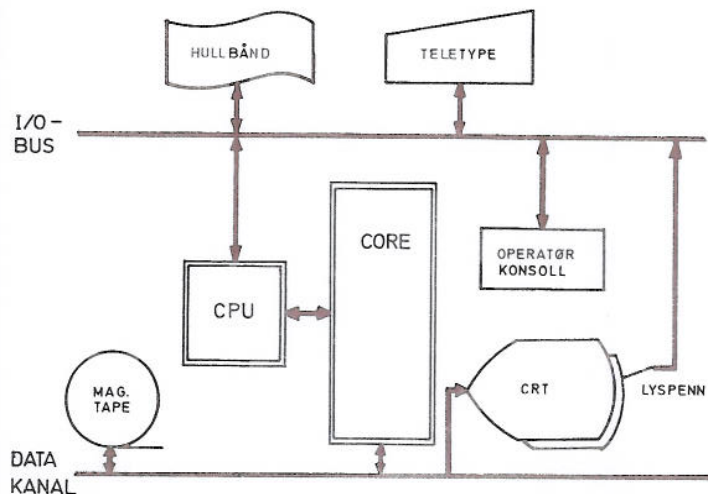 HULLBÅND
TELETYPE
I/O-
BUS
CORE
OPERATØR
KONSOLL
CPU
MAG.
TAPE
CRT
LYSPENN
DATA
KANAL